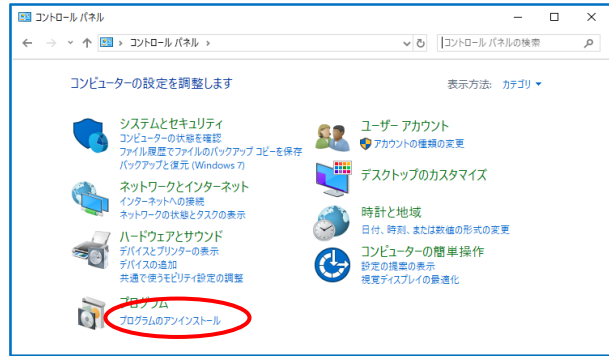 コントロール パネル
コントロール パネル
コントロール パネルの検索
コンピューターの設定を調整します
表示方法: カテゴリ
システムとセキュリティ
コンピューターの状態を確認
ファイル履歴でファイルのバックアップ コピーを保存
バックアップと復元 (Windows 7)
ネットワークとインターネット
インターネットへの接続
ネットワークの状態とタスクの表示
ハードウェアとサウンド
デバイスとプリンターの表示
デバイスの追加
共通で使うモビリティ設定の調整
プログラム
プログラムのアンインストール
ユーザー アカウント
アカウントの種類の変更
デスクトップのカスタマイズ
時計と地域
日付、時刻、または数値の形式の変更
コンピューターの簡単操作
設定の提案の表示
視覚ディスプレイの最適化